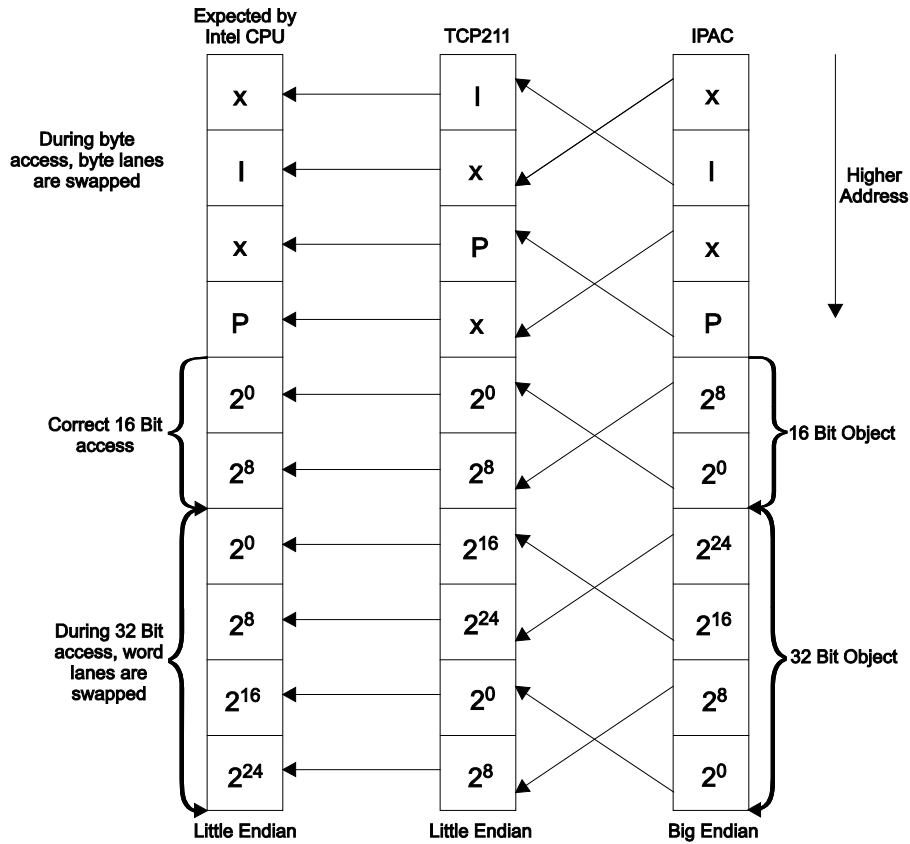 Expected by
Intel CPU
TCP211
IPAC
x
I
x
I
x
I
During byte
access, byte lanes
are swapped
Higher
Address
x
P
x
P
x
P
2⁰
2⁰
2⁸
Correct 16 Bit
access
16 Bit Object
2⁸
2⁸
2⁰
2⁰
2¹⁶
2²⁴
2⁸
2²⁴
2¹⁶
During 32 Bit
access, word
lanes are
swapped
32 Bit Object
2¹⁶
2⁰
2⁸
2²⁴
2⁸
2⁰
Little Endian
Little Endian
Big Endian